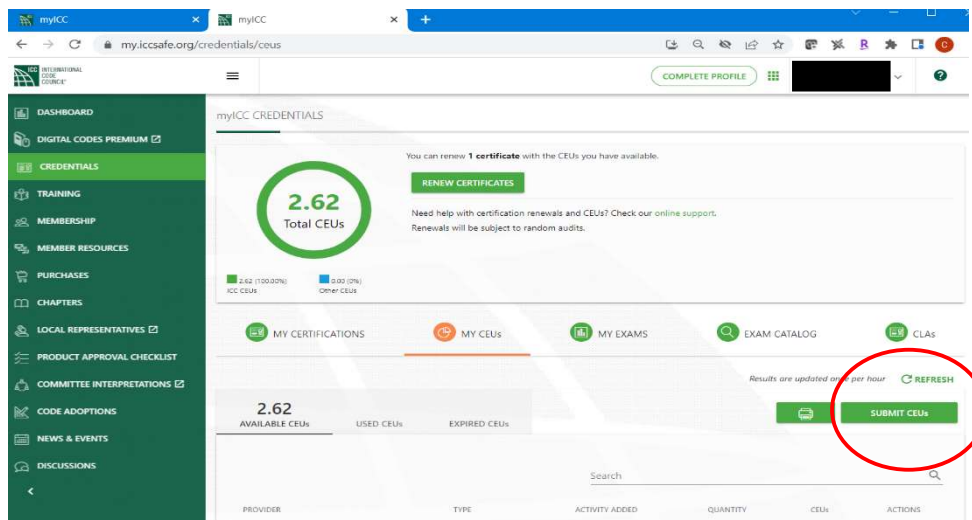 myICC
myICC
my.iccsafe.org/credentials/ceus
ICC INTERNATIONAL CODE COUNCIL
COMPLETE PROFILE
DASHBOARD
DIGITAL CODES PREMIUM
CREDENTIALS
TRAINING
MEMBERSHIP
MEMBER RESOURCES
PURCHASES
CHAPTERS
LOCAL REPRESENTATIVES
PRODUCT APPROVAL CHECKLIST
COMMITTEE INTERPRETATIONS
CODE ADOPTIONS
NEWS & EVENTS
DISCUSSIONS
myICC CREDENTIALS
2.62
Total CEUs
2.62 (100.00%)
ICC CEUs
0.00 (0%)
Other CEUs
You can renew 1 certificate with the CEUs you have available.
RENEW CERTIFICATES
Need help with certification renewals and CEUs? Check our online support.
Renewals will be subject to random audits.
MY CERTIFICATIONS
MY CEUs
MY EXAMS
EXAM CATALOG
CLAs
Results are updated once per hour
REFRESH
2.62
AVAILABLE CEUs
USED CEUs
EXPIRED CEUs
SUBMIT CEUs
Search
PROVIDER TYPE ACTIVITY ADDED QUANTITY CEUs ACTIONS